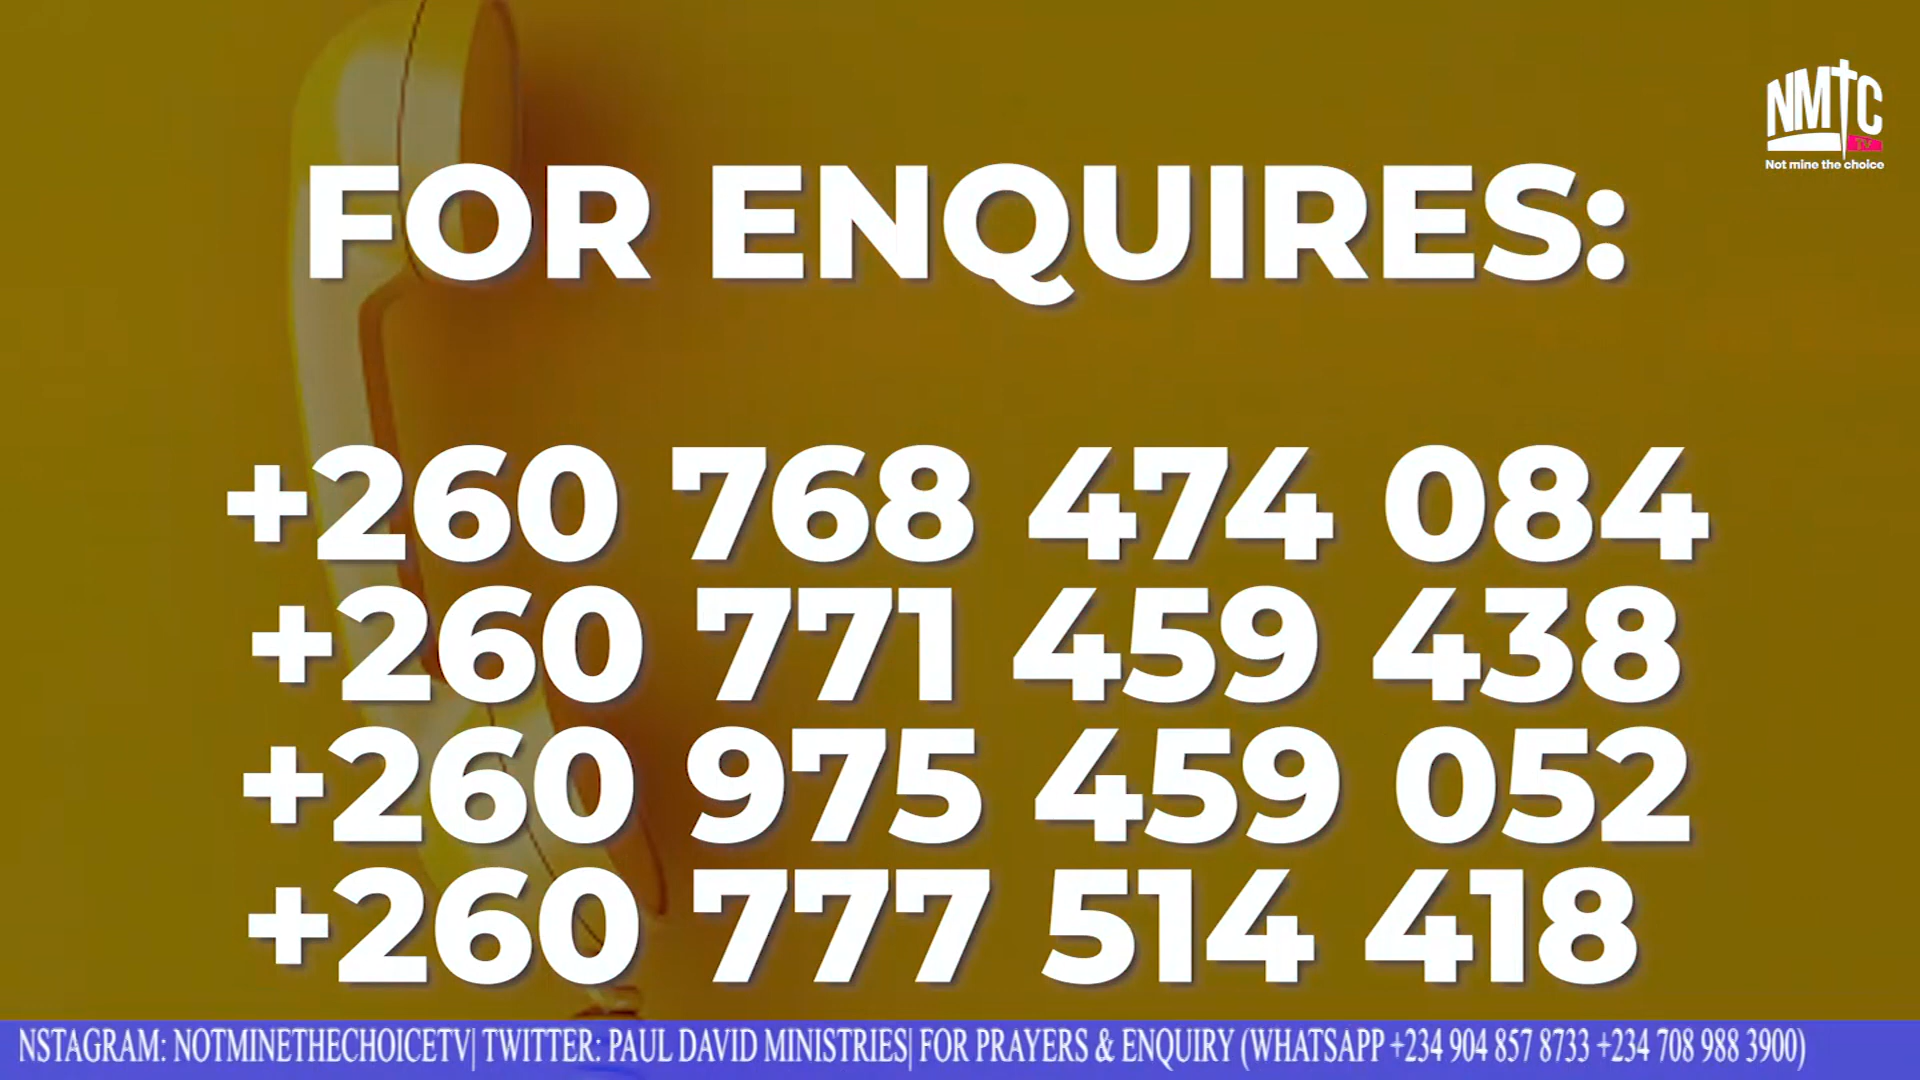 NMTC
TV
Not mine the choice
FOR ENQUIRES:
+260 768 474 084
+260 771 459 438
+260 975 459 052
+260 777 514 418
NSTAGRAM: NOTMINETHECHOICETV| TWITTER: PAUL DAVID MINISTRIES| FOR PRAYERS & ENQUIRY (WHATSAPP +234 904 857 8733 +234 708 988 3900)